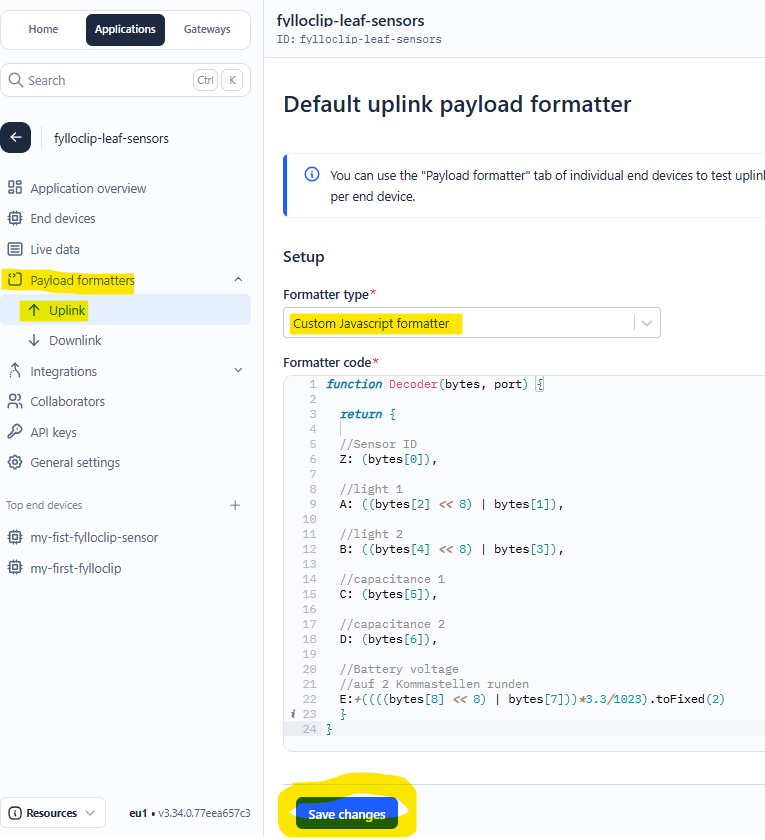 Home Applications Gateways
Search Ctrl K
fylloclip-leaf-sensors
Application overview
End devices
Live data
Payload formatters
Uplink
Downlink
Integrations
Collaborators
API keys
General settings
Top end devices
my-fist-fylloclip-sensor
my-first-fylloclip
Resources eu1 • v3.34.0.77eea657c3
fylloclip-leaf-sensors
ID: fylloclip-leaf-sensors
Default uplink payload formatter
You can use the "Payload formatter" tab of individual end devices to test uplin
per end device.
Setup
Formatter type*
Custom Javascript formatter
Formatter code*
1 function Decoder(bytes, port) {
2
3 return {
4
5 //Sensor ID
6 Z: (bytes[0]),
7
8 //light 1
9 A: ((bytes[2] << 8) | bytes[1]),
10
11 //light 2
12 B: ((bytes[4] << 8) | bytes[3]),
13
14 //capacitance 1
15 C: (bytes[5]),
16
17 //capacitance 2
18 D: (bytes[6]),
19
20 //Battery voltage
21 //auf 2 Kommastellen runden
22 E:+((((bytes[8] << 8) | bytes[7]))*3.3/1023).toFixed(2)
i 23 }
24 }
Save changes